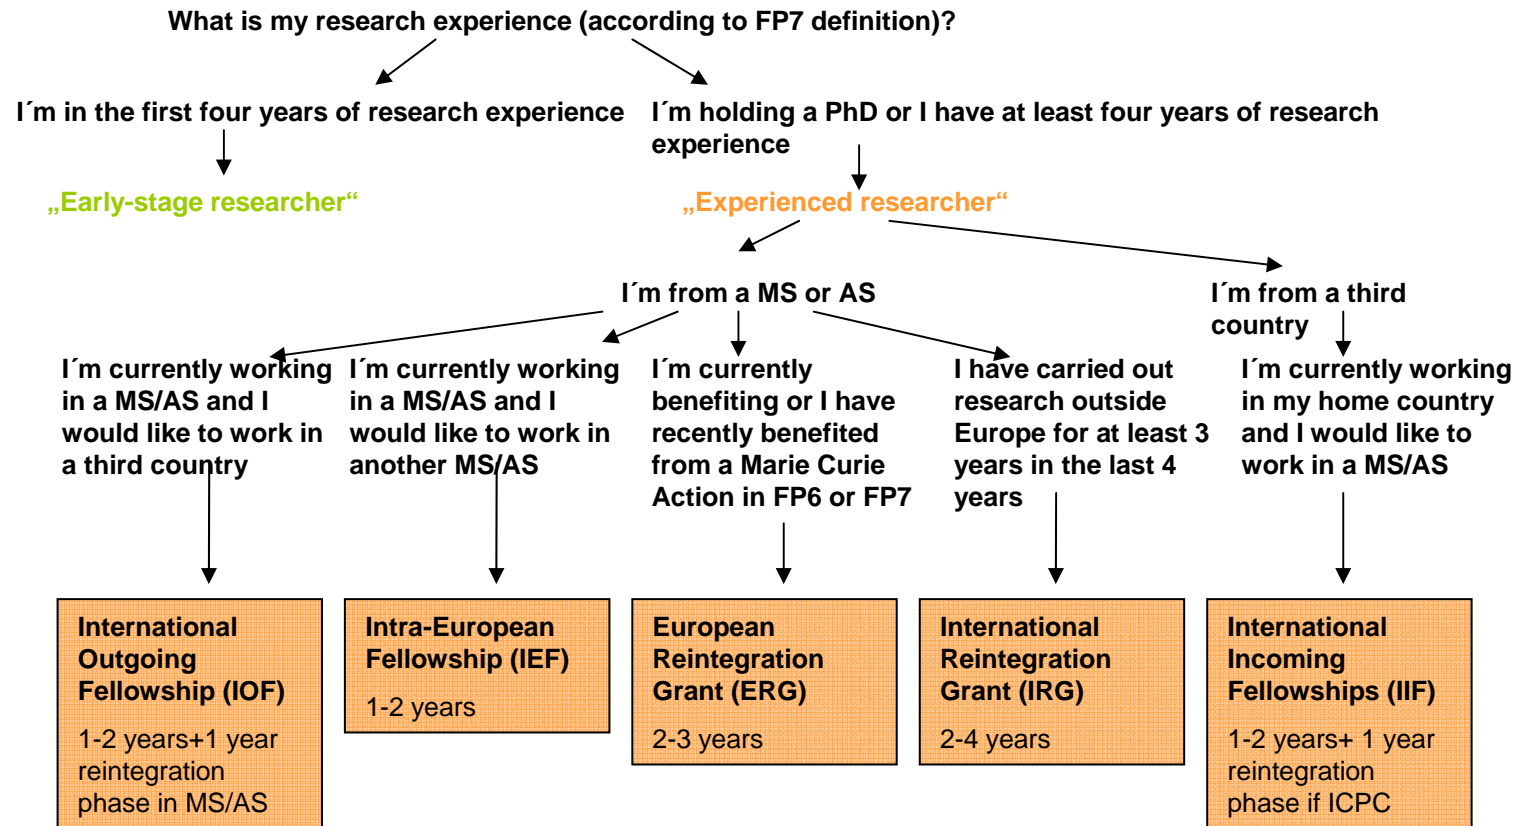 What is my research experience (according to FP7 definition)?
I´m in the first four years of research experience
I´m holding a PhD or I have at least four years of research
experience
„Early-stage researcher“
„Experienced researcher“
I´m from a MS or AS
I´m from a third
country
I´m currently working
in a MS/AS and I
would like to work in
a third country
I´m currently working
in a MS/AS and I
would like to work in
another MS/AS
I´m currently
benefiting or I have
recently benefited
from a Marie Curie
Action in FP6 or FP7
I have carried out
research outside
Europe for at least 3
years in the last 4
years
I´m currently working
in my home country
and I would like to
work in a MS/AS
International
Outgoing
Fellowship (IOF)
1-2 years+1 year
reintegration
phase in MS/AS
Intra-European
Fellowship (IEF)
1-2 years
European
Reintegration
Grant (ERG)
2-3 years
International
Reintegration
Grant (IRG)
2-4 years
International
Incoming
Fellowships (IIF)
1-2 years+ 1 year
reintegration
phase if ICPC